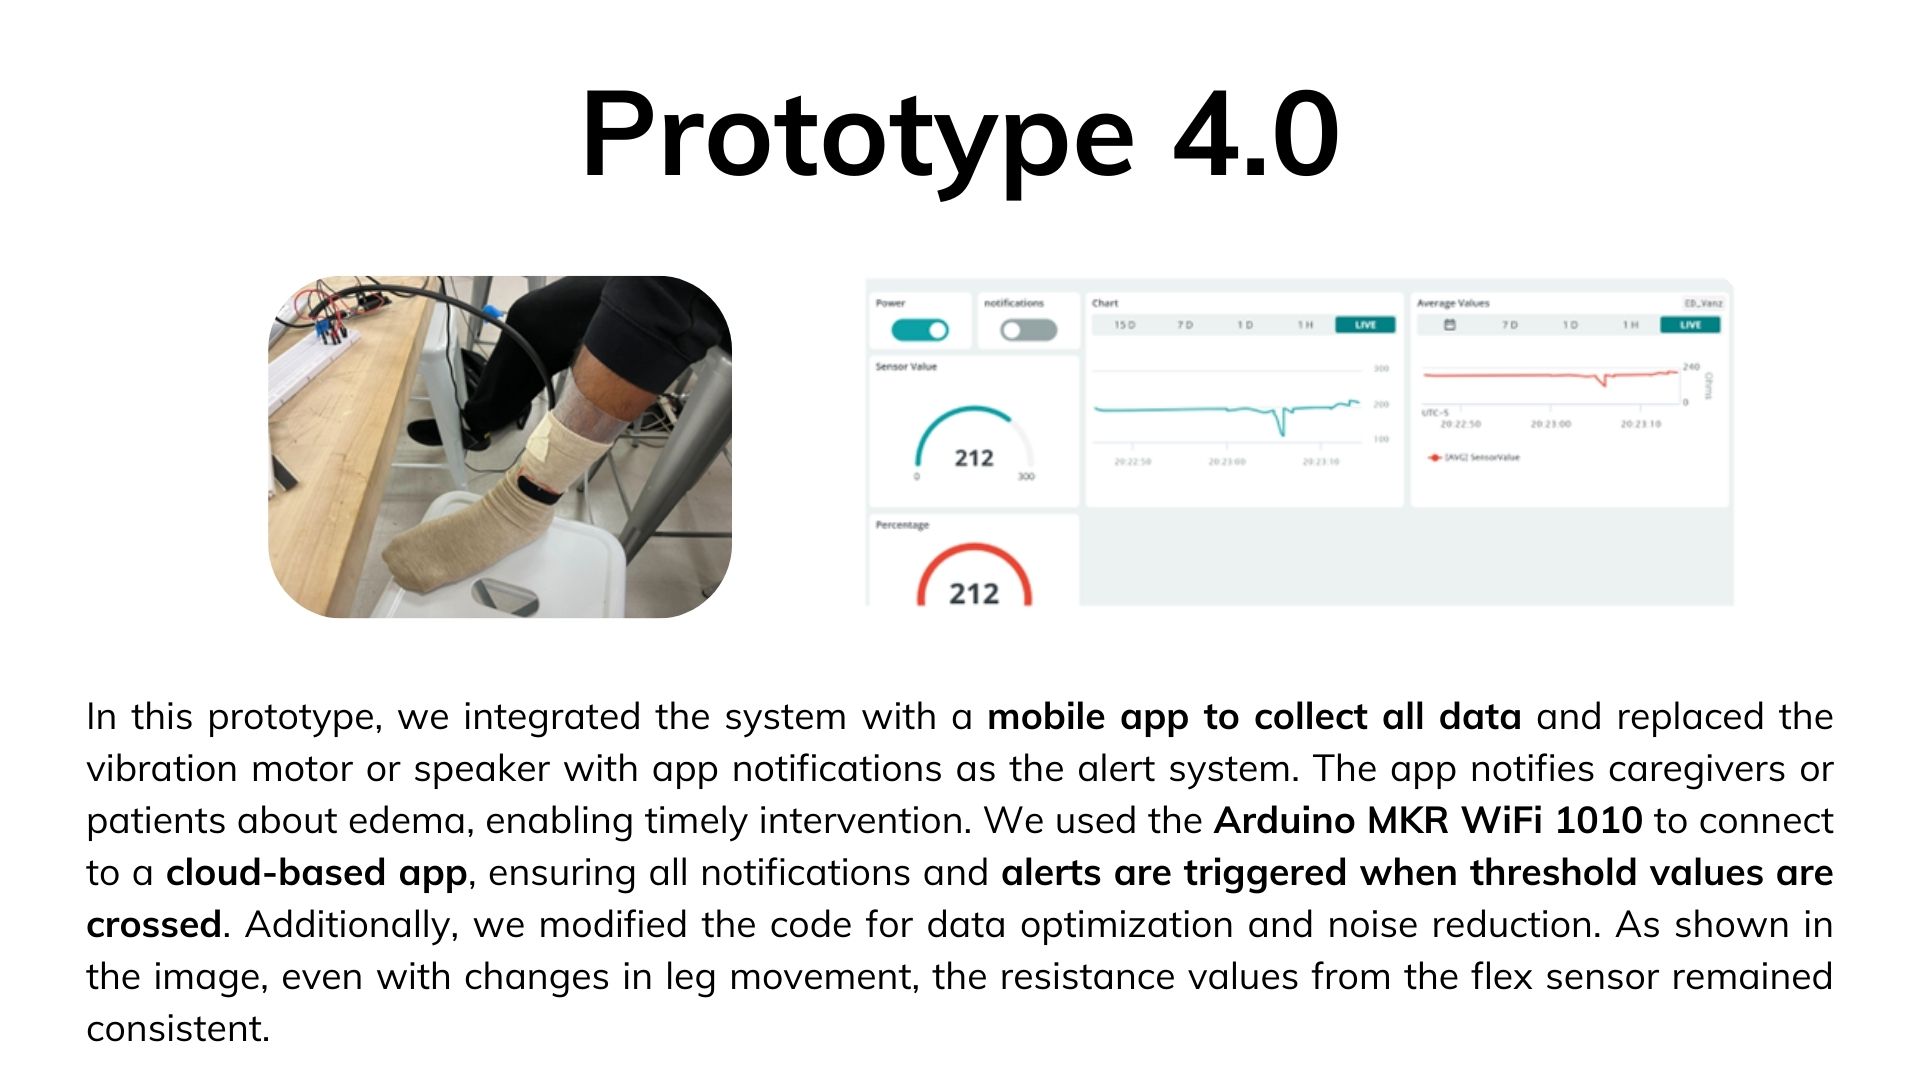 Prototype 4.0
Power
notifications
Sensor Value
212
0
300
Percentage
212
Chart
15 D 7 D 1 D 1 H LIVE
300
200
100
20:22:50 20:23:00 20:23:10
Average Values
ED_Vanz
7 D 1 D 1 H LIVE
240
Ohms
0
UTC-5
20:22:50 20:23:00 20:23:10
[AVG] SensorValue
In this prototype, we integrated the system with a mobile app to collect all data and replaced the
vibration motor or speaker with app notifications as the alert system. The app notifies caregivers or
patients about edema, enabling timely intervention. We used the Arduino MKR WiFi 1010 to connect
to a cloud-based app, ensuring all notifications and alerts are triggered when threshold values are
crossed. Additionally, we modified the code for data optimization and noise reduction. As shown in
the image, even with changes in leg movement, the resistance values from the flex sensor remained
consistent.